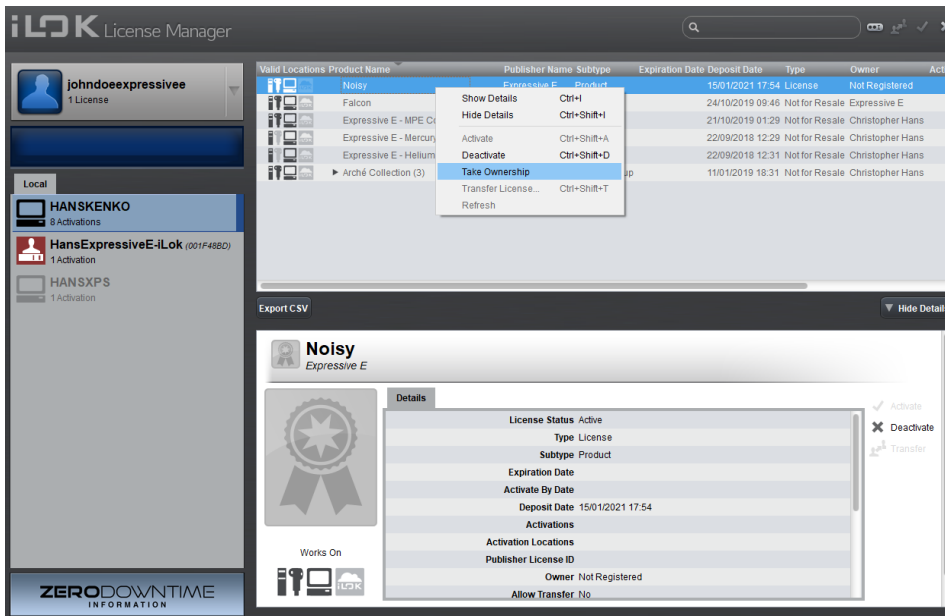 iLOK License Manager
johndoeexpressivee
1 License
Local
HANSKENKO
8 Activations
HansExpressiveE-iLok (001F48BD)
1 Activation
HANSXPS
1 Activation
ZERODOWNTIME
INFORMATION
Valid Locations Product Name Publisher Name Subtype Expiration Date Deposit Date Type Owner
Noisy Expressive E Product 15/01/2021 17:54 License Not Registered
Falcon 24/10/2019 09:46 Not for Resale Expressive E
Expressive E - MPE 21/10/2019 01:29 Not for Resale Christopher Hans
Expressive E - Mercury 22/09/2018 12:29 Not for Resale Christopher Hans
Expressive E - Helium 22/09/2018 12:31 Not for Resale Christopher Hans
Arché Collection (3) 11/01/2019 18:31 Not for Resale Christopher Hans
Show Details Ctrl+I
Hide Details Ctrl+Shift+I
Activate Ctrl+Shift+A
Deactivate Ctrl+Shift+D
Take Ownership
Transfer License... Ctrl+Shift+T
Refresh
Export CSV
Hide Detail
Noisy
Expressive E
Details
License Status Active
Type License
Subtype Product
Expiration Date
Activate By Date
Deposit Date 15/01/2021 17:54
Activations
Activation Locations
Publisher License ID
Owner Not Registered
Allow Transfer No
Activate
Deactivate
Transfer
Works On
iLOK